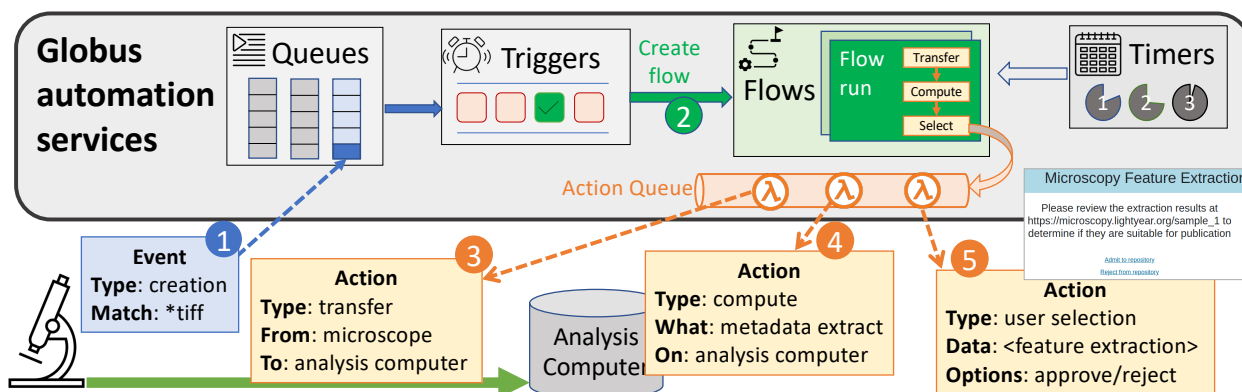 Globus
automation
services
Queues
Triggers
Create
flow
2
Flows
Flow
run
Transfer
Compute
Select
Timers
1
2
3
Action Queue
λ
λ
λ
Microscopy Feature Extraction
Please review the extraction results at
https://microscopy.lightyear.org/sample_1 to
determine if they are suitable for publication
Admit to repository
Reject from repository
1
Event
Type: creation
Match: *tiff
3
Action
Type: transfer
From: microscope
To: analysis computer
Analysis
Computer
4
Action
Type: compute
What: metadata extract
On: analysis computer
5
Action
Type: user selection
Data: <feature extraction>
Options: approve/reject